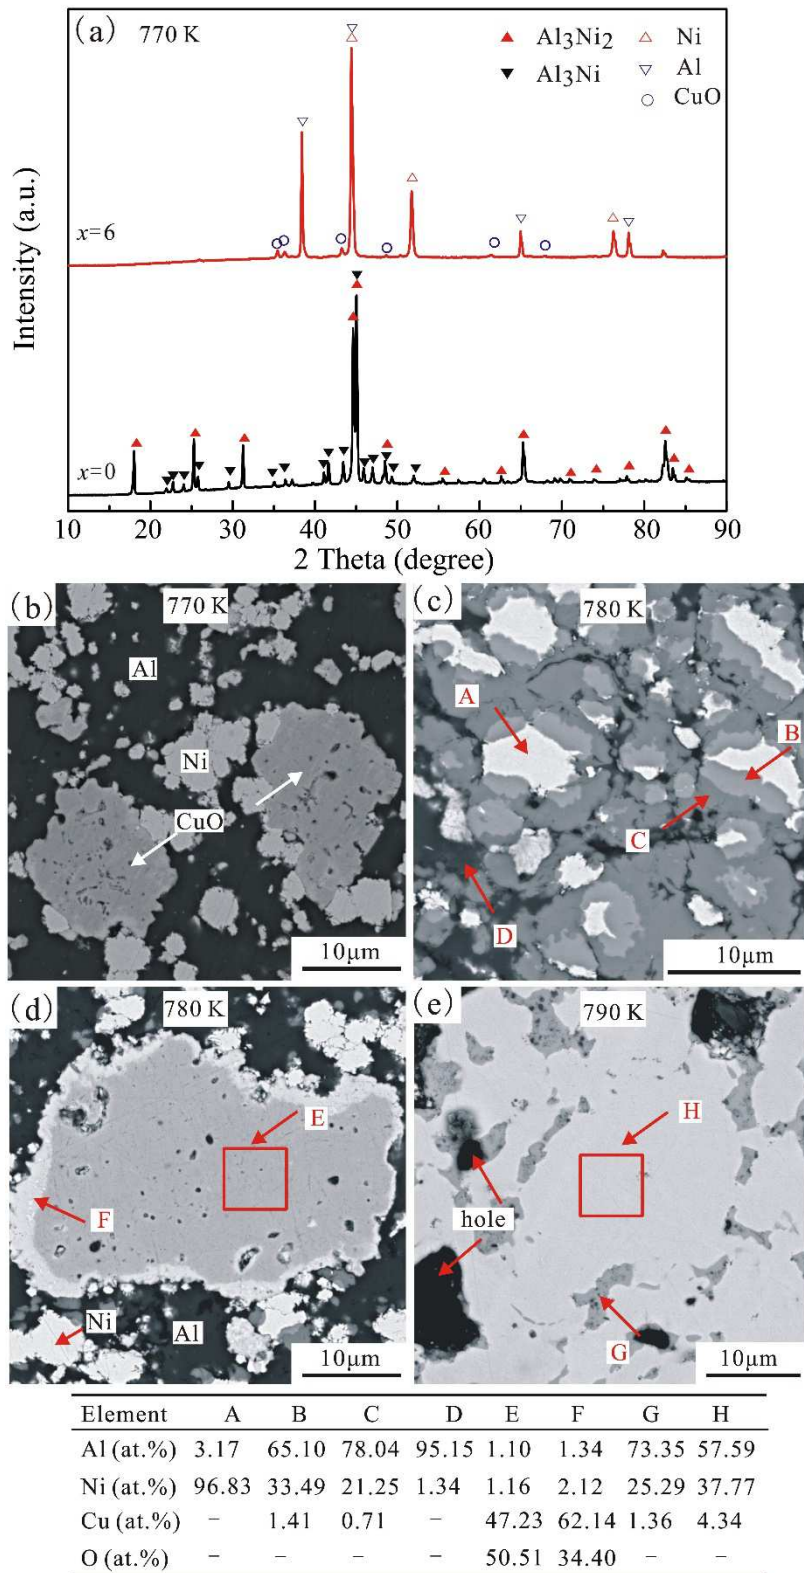 (a) 770 K
Al₃Ni₂ Ni
Al₃Ni Al
CuO
Intensity (a.u.)
x=6
x=0
10 20 30 40 50 60 70 80 90
2 Theta (degree)
(b) 770 K
Al
Ni
CuO
10μm
(c) 780 K
A
B
C
D
10μm
(d) 780 K
E
F
Ni
Al
10μm
(e) 790 K
H
hole
G
10μm
Element A B C D E F G H
Al (at.%) 3.17 65.10 78.04 95.15 1.10 1.34 73.35 57.59
Ni (at.%) 96.83 33.49 21.25 1.34 1.16 2.12 25.29 37.77
Cu (at.%) – 1.41 0.71 – 47.23 62.14 1.36 4.34
O (at.%) – – – – 50.51 34.40 – –